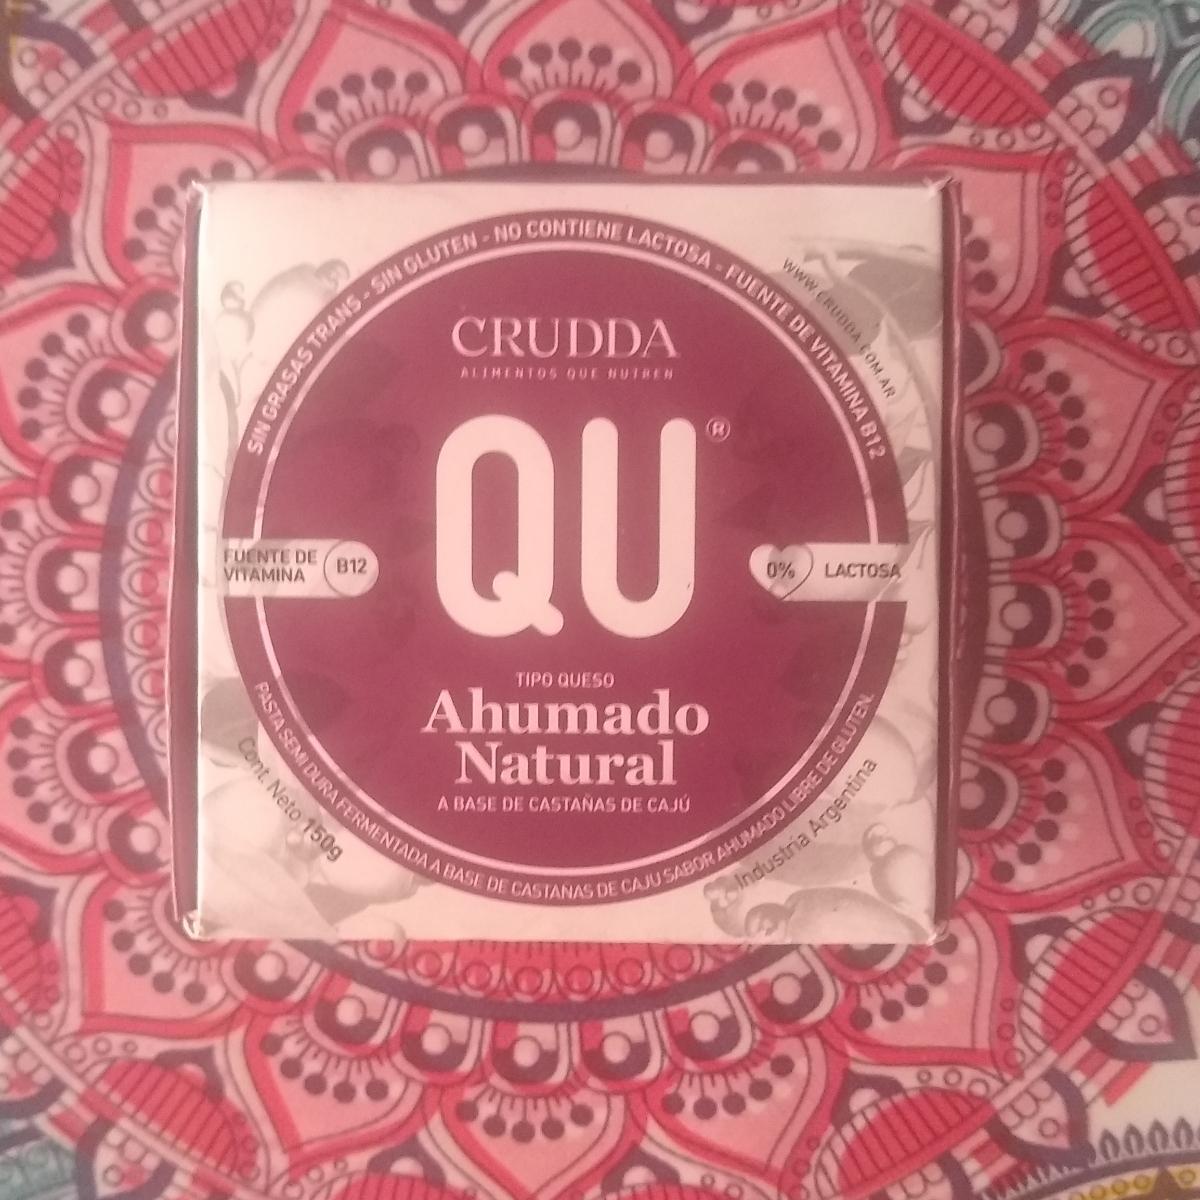 SIN GRASAS TRANS - SIN GLUTEN - NO CONTIENE LACTOSA - FUENTE DE VITAMINA B12
WWW.CRUDDA.COM.AR
CRUDDA
ALIMENTOS QUE NUTREN
QU®
FUENTE DE
VITAMINA B12
0% LACTOSA
TIPO QUESO
Ahumado
Natural
A BASE DE CASTAÑAS DE CAJÚ
PASTA SEMI DURA FERMENTADA A BASE DE CASTAÑAS DE CAJU SABOR AHUMADO LIBRE DE GLUTEN.
Cont. Neto 150g
Industria Argentina